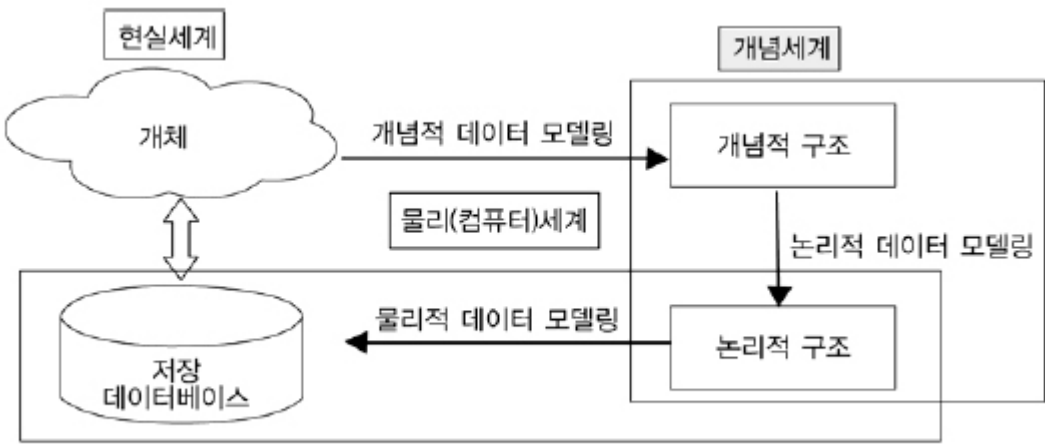 현실세계
개념세계
개체
개념적 데이터 모델링
개념적 구조
물리(컴퓨터)세계
논리적 데이터 모델링
물리적 데이터 모델링
논리적 구조
저장
데이터베이스